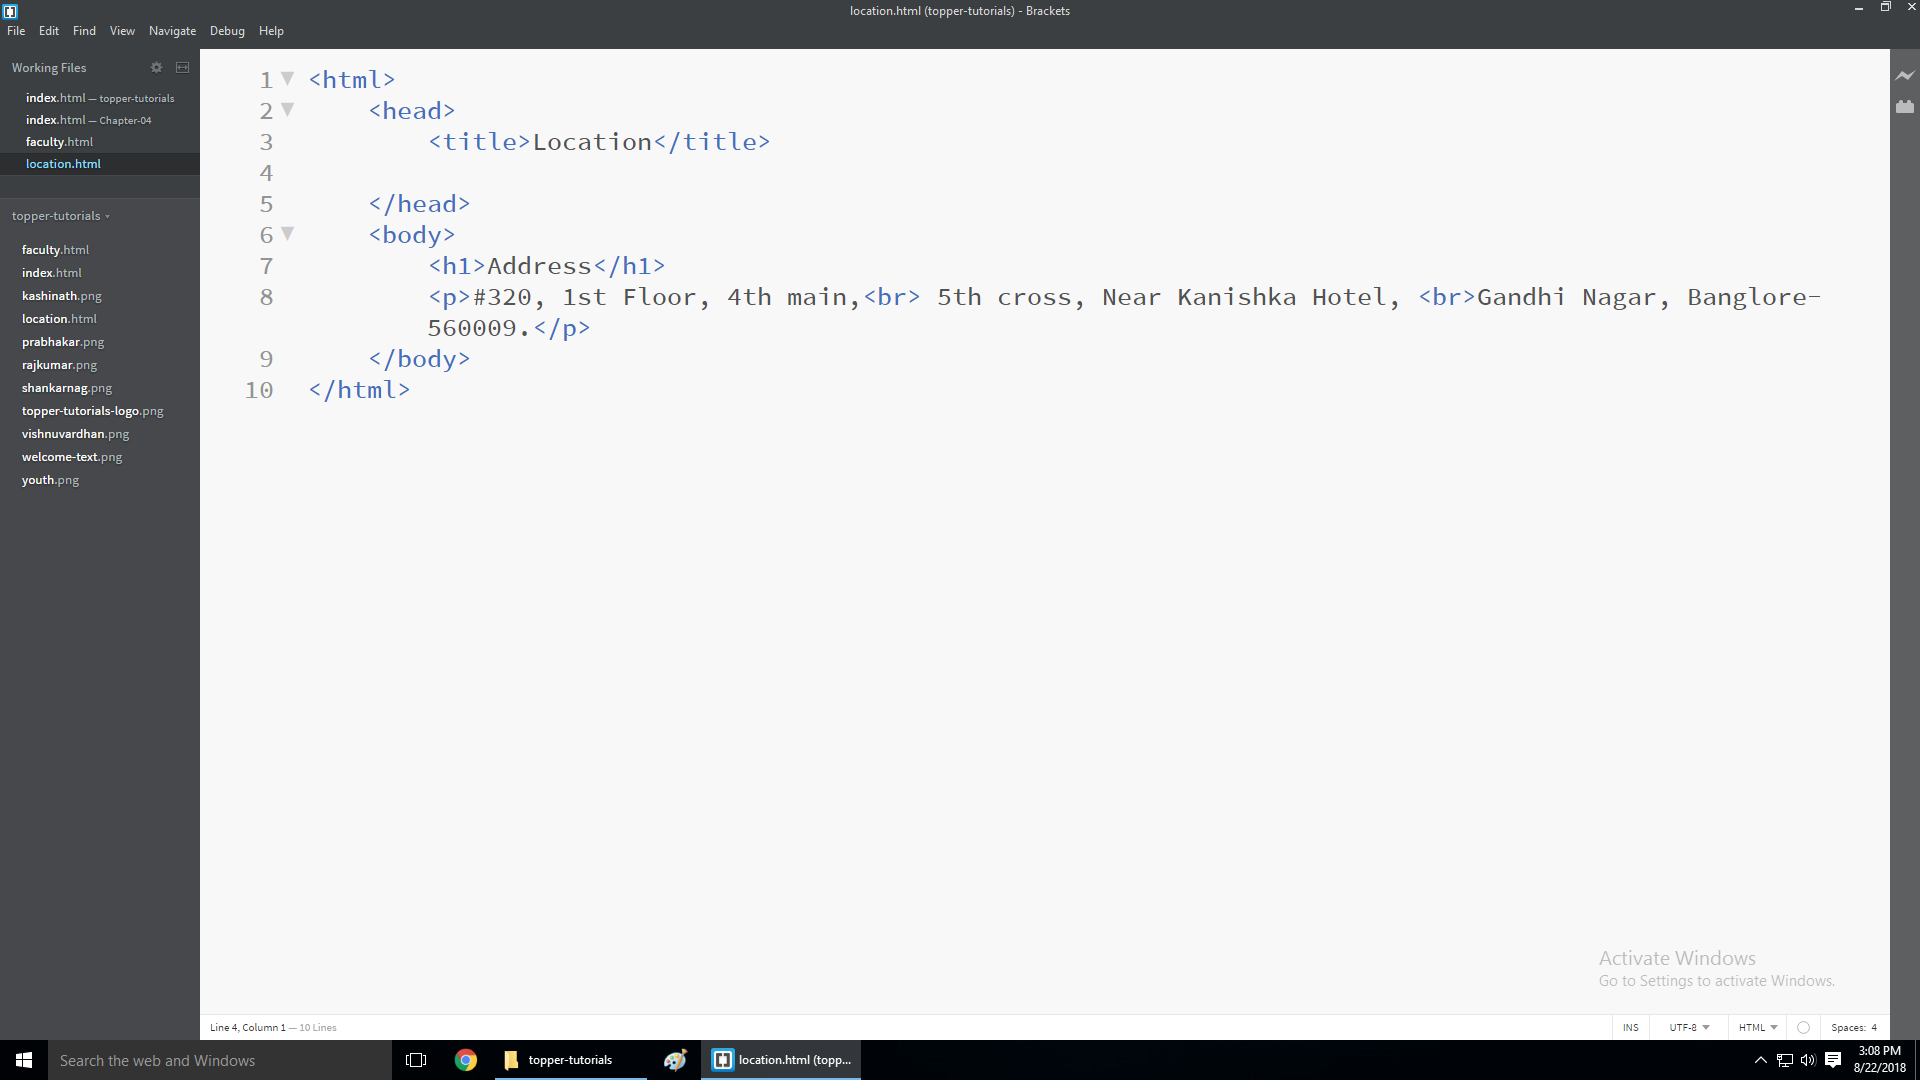 location.html (topper-tutorials) - Brackets
File Edit Find View Navigate Debug Help
Working Files
index.html — topper-tutorials
index.html — Chapter-04
faculty.html
location.html
topper-tutorials
faculty.html
index.html
kashinath.png
location.html
prabhakar.png
rajkumar.png
shankarnag.png
topper-tutorials-logo.png
vishnuvardhan.png
welcome-text.png
youth.png
1 <html>
2 <head>
3 <title>Location</title>
4
5 </head>
6 <body>
7 <h1>Address</h1>
8 <p>#320, 1st Floor, 4th main,<br> 5th cross, Near Kanishka Hotel, <br>Gandhi Nagar, Banglore-
560009.</p>
9 </body>
10 </html>
Activate Windows
Go to Settings to activate Windows.
Line 4, Column 1 — 10 Lines
INS UTF-8 HTML Spaces: 4
Search the web and Windows
topper-tutorials
location.html (topp...
3:08 PM
8/22/2018